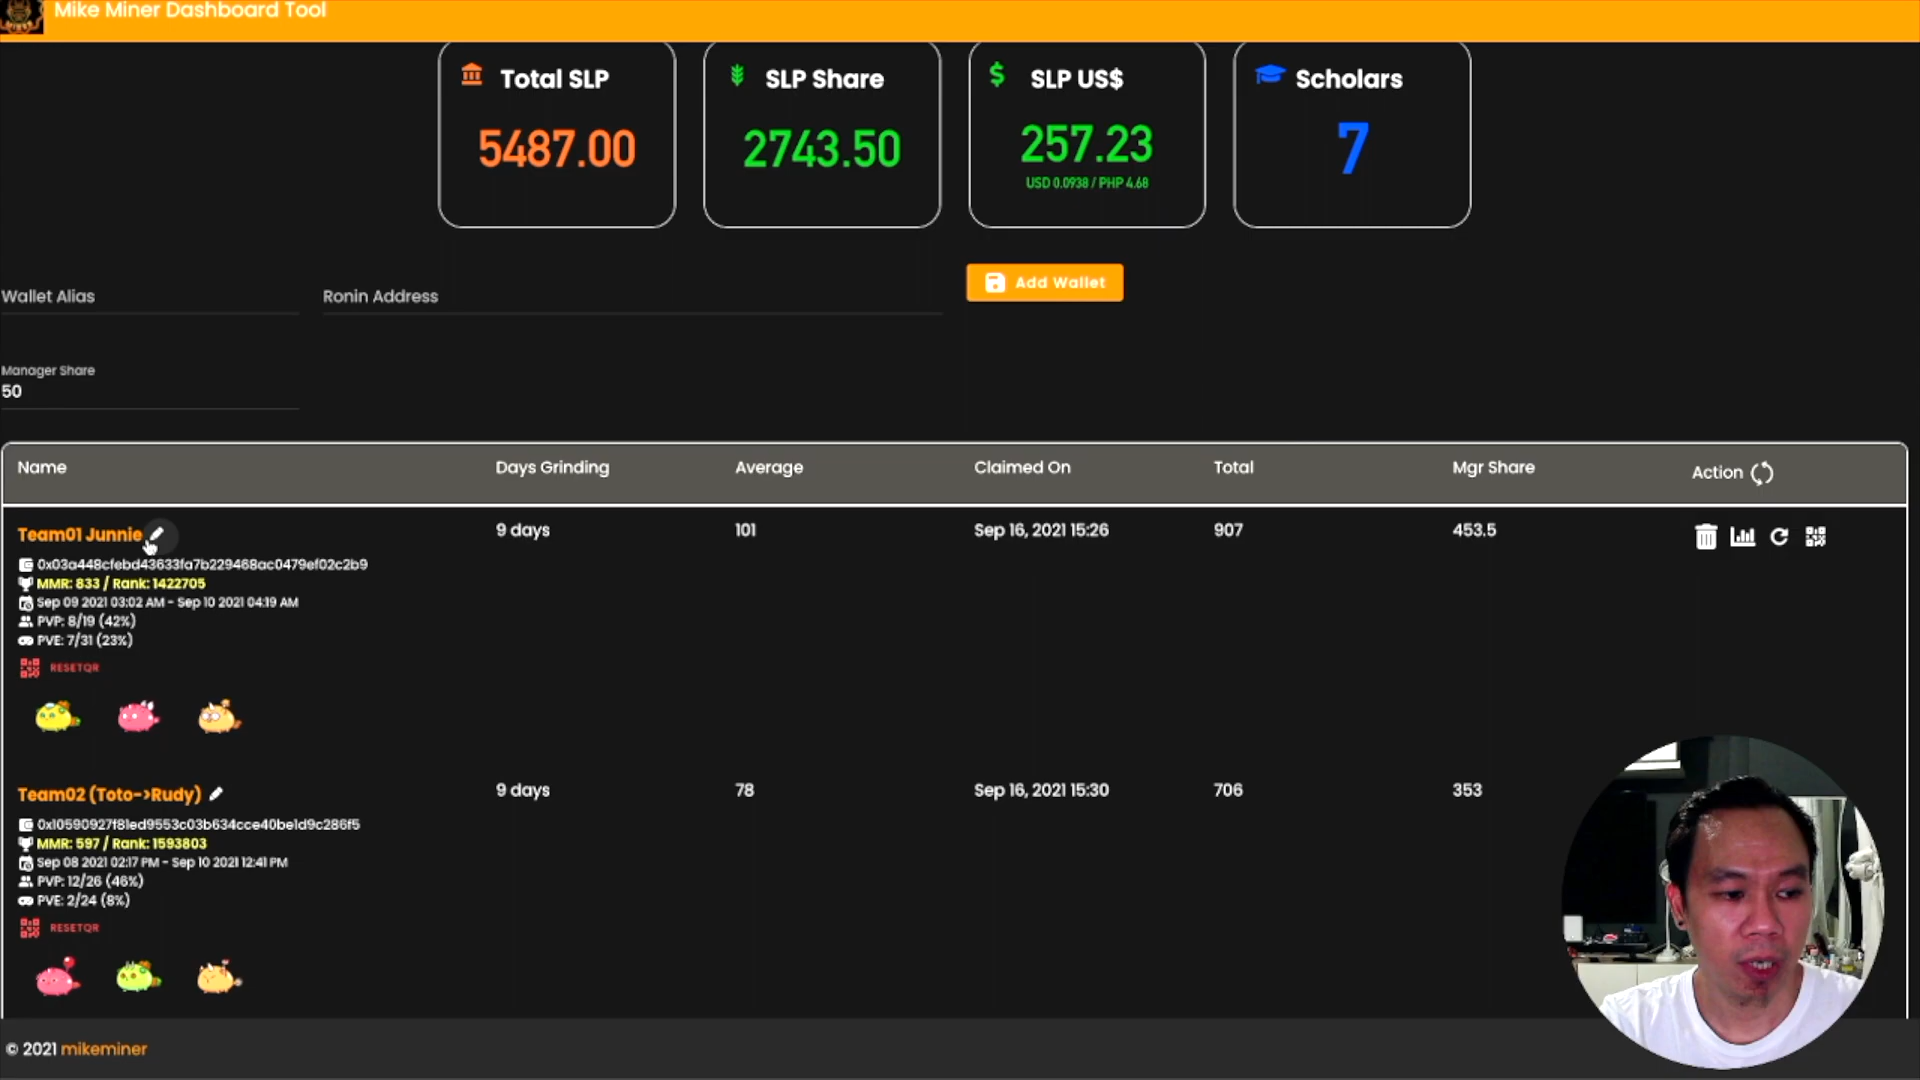 Mike Miner Dashboard Tool
Total SLP
5487.00
SLP Share
2743.50
SLP US$
257.23
USD 0.0938 / PHP 4.68
Scholars
7
Wallet Alias
Ronin Address
Add Wallet
Manager Share
50
Name Days Grinding Average Claimed On Total Mgr Share Action
Team01 Junnie 9 days 101 Sep 16, 2021 15:26 907 453.5
0x03a448cfebd43633fa7b229468ac0479ef02c2b9
MMR: 833 / Rank: 1422705
Sep 09 2021 03:02 AM - Sep 10 2021 04:19 AM
PVP: 8/19 (42%)
PVE: 7/31 (23%)
RESETQR
Team02 (Toto->Rudy) 9 days 78 Sep 16, 2021 15:30 706 353
0x10590927f81ed9553c03b634cce40be1d9c286f5
MMR: 597 / Rank: 1593803
Sep 08 2021 02:17 PM - Sep 10 2021 12:41 PM
PVP: 12/26 (46%)
PVE: 2/24 (8%)
RESETQR
© 2021 mikeminer